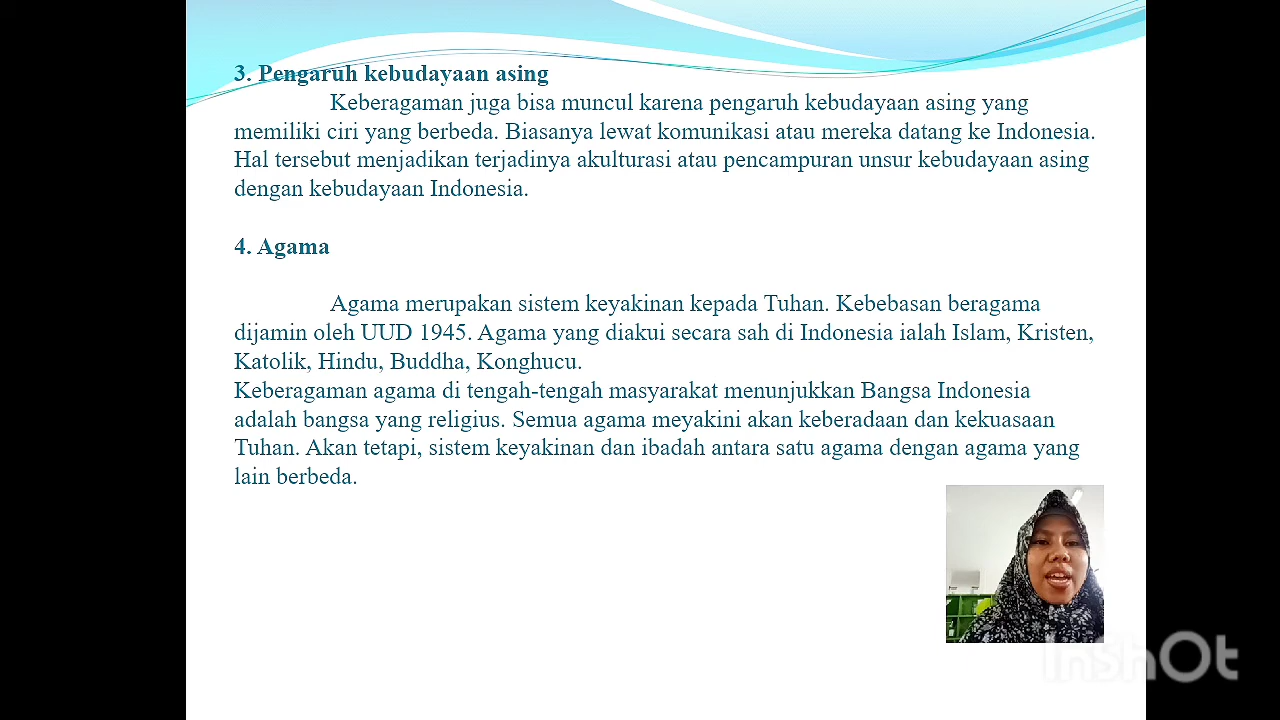 3. Pengaruh kebudayaan asing
Keberagaman juga bisa muncul karena pengaruh kebudayaan asing yang
memiliki ciri yang berbeda. Biasanya lewat komunikasi atau mereka datang ke Indonesia.
Hal tersebut menjadikan terjadinya akulturasi atau pencampuran unsur kebudayaan asing
dengan kebudayaan Indonesia.
4. Agama
Agama merupakan sistem keyakinan kepada Tuhan. Kebebasan beragama
dijamin oleh UUD 1945. Agama yang diakui secara sah di Indonesia ialah Islam, Kristen,
Katolik, Hindu, Buddha, Konghucu.
Keberagaman agama di tengah-tengah masyarakat menunjukkan Bangsa Indonesia
adalah bangsa yang religius. Semua agama meyakini akan keberadaan dan kekuasaan
Tuhan. Akan tetapi, sistem keyakinan dan ibadah antara satu agama dengan agama yang
lain berbeda.
InShOt